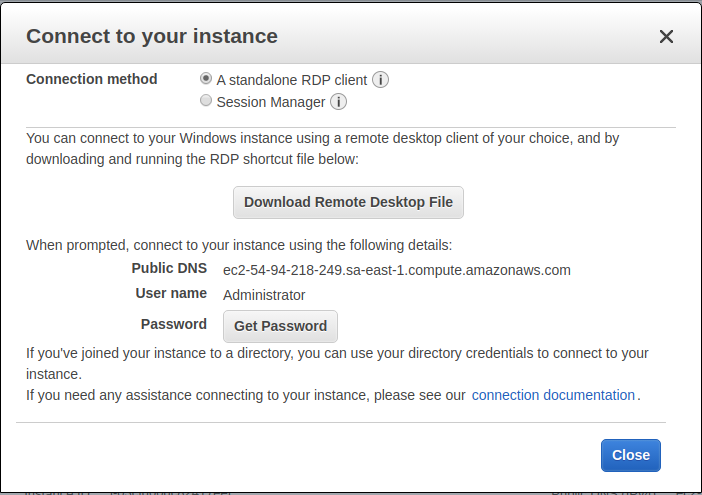 Connect to your instance
Connection method
A standalone RDP client
Session Manager
You can connect to your Windows instance using a remote desktop client of your choice, and by
downloading and running the RDP shortcut file below:
Download Remote Desktop File
When prompted, connect to your instance using the following details:
Public DNS ec2-54-94-218-249.sa-east-1.compute.amazonaws.com
User name Administrator
Password Get Password
If you've joined your instance to a directory, you can use your directory credentials to connect to your
instance.
If you need any assistance connecting to your instance, please see our connection documentation.
Close